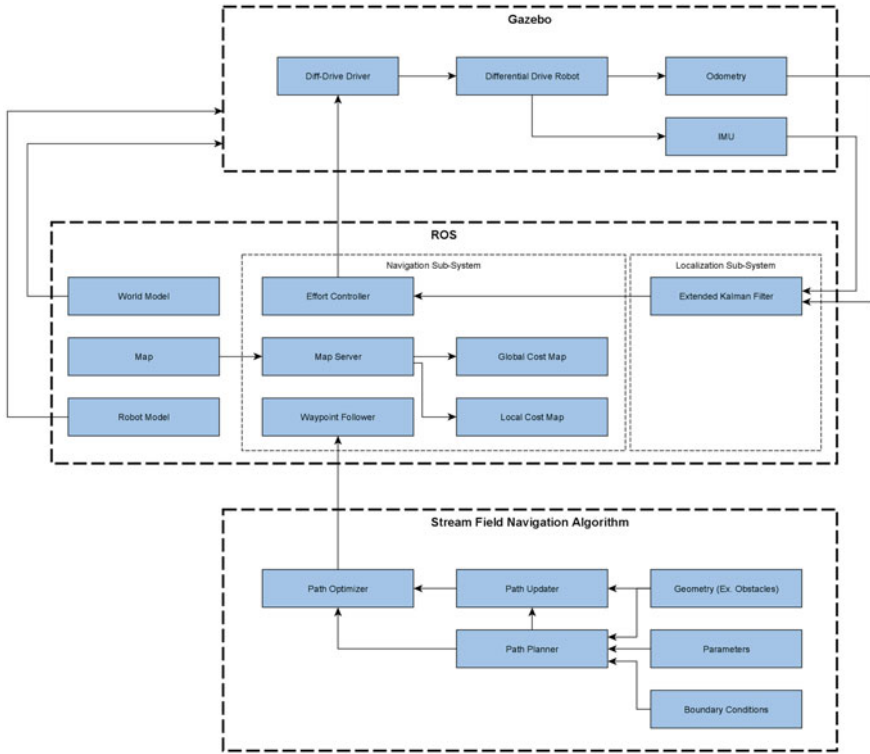 Gazebo
Diff-Drive Driver
Differential Drive Robot
Odometry
IMU
ROS
Navigation Sub-System
Localization Sub-System
World Model
Effort Controller
Extended Kalman Filter
Map
Map Server
Global Cost Map
Robot Model
Waypoint Follower
Local Cost Map
Stream Field Navigation Algorithm
Path Optimizer
Path Updater
Geometry (Ex. Obstacles)
Path Planner
Parameters
Boundary Conditions